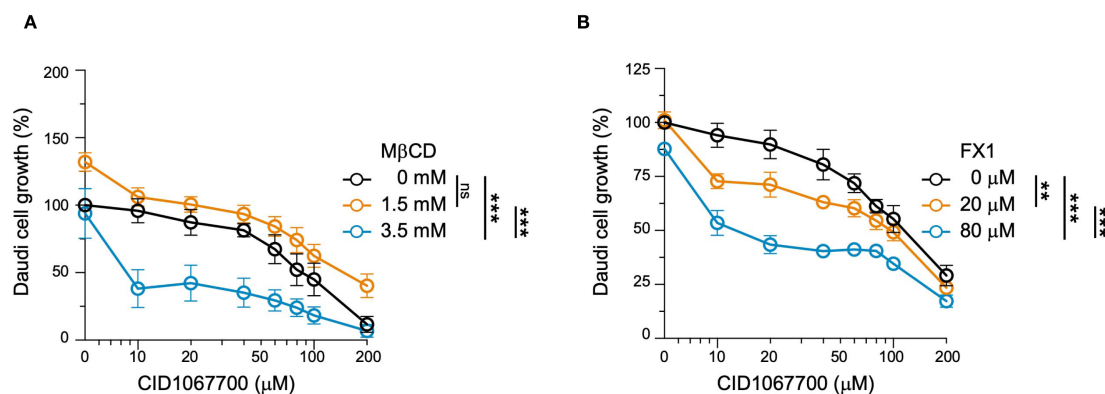 A
Daudi cell growth (%)
200
150
100
50
0
0 10 20 50 100 200
CID1067700 (μM)
MβCD
0 mM
1.5 mM
3.5 mM
ns
***
***
B
Daudi cell growth (%)
125
100
75
50
25
0
0 10 20 50 100 200
CID1067700 (μM)
FX1
0 μM
20 μM
80 μM
**
***
***